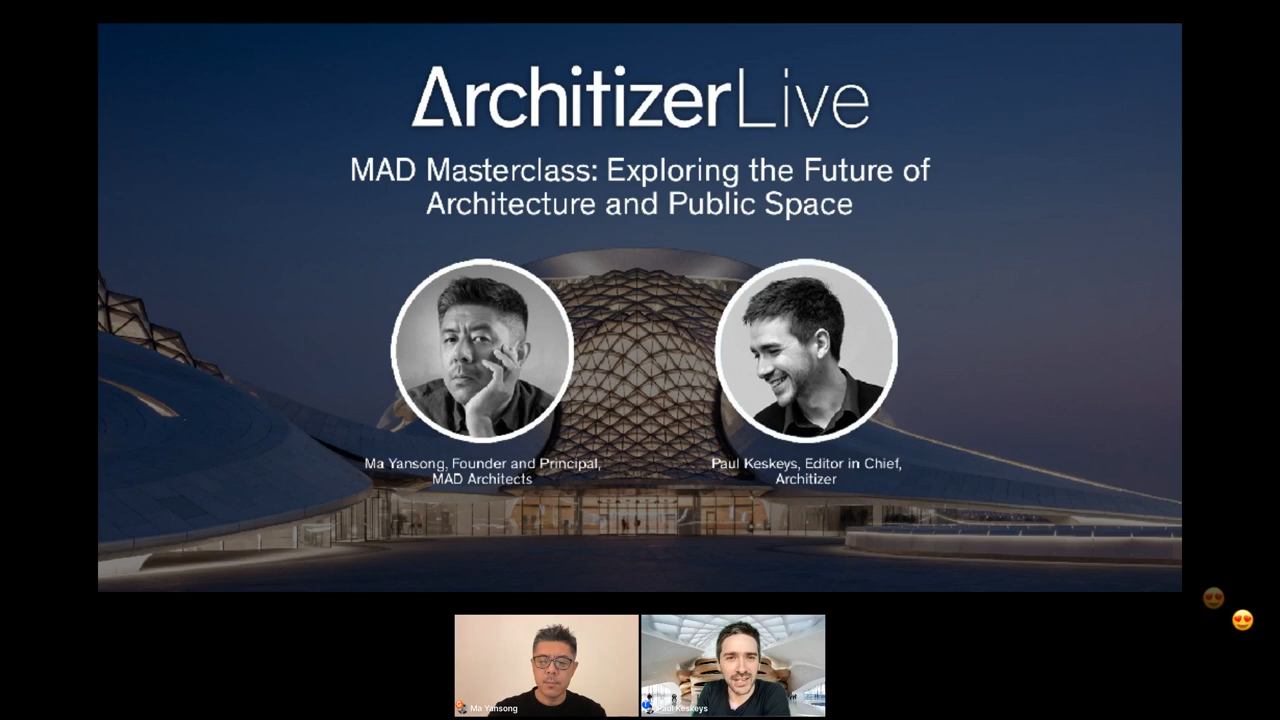 ArchitizerLive
MAD Masterclass: Exploring the Future of
Architecture and Public Space
Ma Yansong, Founder and Principal,
MAD Architects
Paul Keskeys, Editor in Chief,
Architizer
Ma Yansong
Paul Keskeys